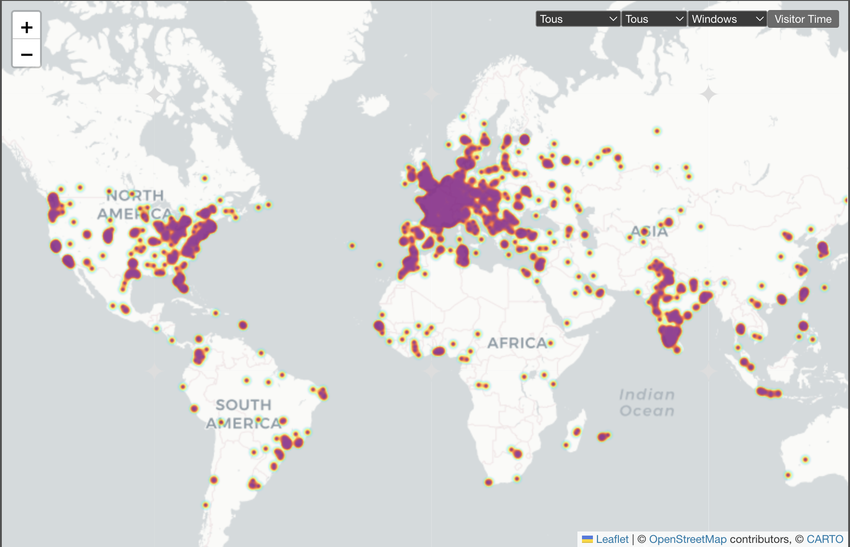 +
−
Tous Tous Windows Visitor Time
NORTH
AMERICA
ASIA
AFRICA
Indian
Ocean
SOUTH
AMERICA
Leaflet | © OpenStreetMap contributors, © CARTO